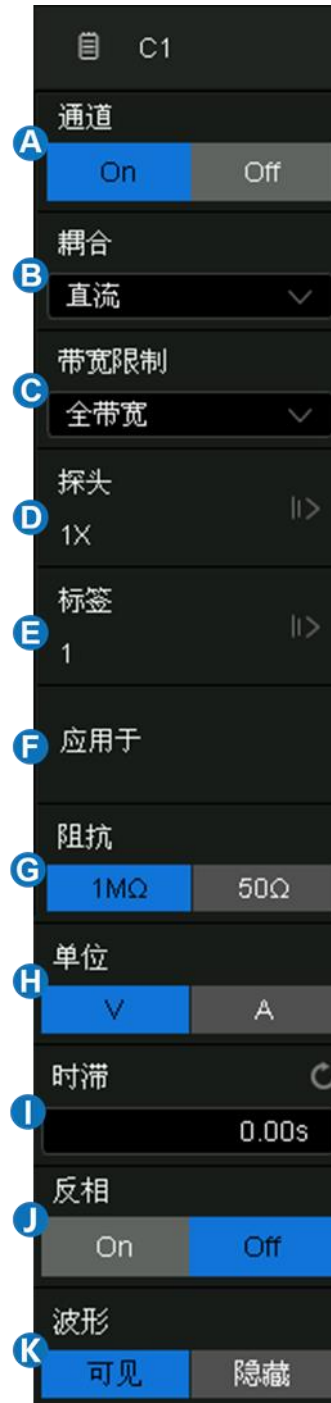 C1
通道
A
On Off
耦合
B
直流
带宽限制
C
全带宽
探头
D
1X
标签
E
1
F 应用于
阻抗
G
1MΩ 50Ω
单位
H
V A
时滞
I
0.00s
反相
J
On Off
波形
K
可见 隐藏